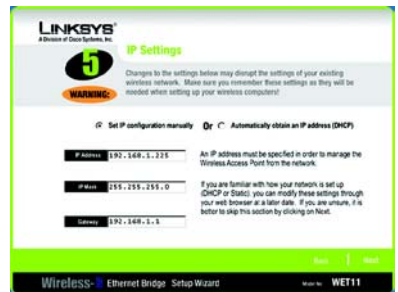 LINKSYS®
A Division of Cisco Systems, Inc.
5
IP Settings
WARNING:
Changes to the settings below may disrupt the settings of your existing
wireless network. Make sure you remember these settings as they will be
needed when setting up your wireless computers!
Set IP configuration manually Or Automatically obtain an IP address (DHCP)
IP Address 192.168.1.225
An IP address must be specified in order to manage the
Wireless Access Point from the network.
IP Mask 255.255.255.0
If you are familiar with how your network is set up
(DHCP or Static), you can modify these settings through
your web browser at a later date. If you are unsure, it is
better to skip this section by clicking on Next.
Gateway 192.168.1.1
Back Next
Wireless-B Ethernet Bridge Setup Wizard
Model No WET11